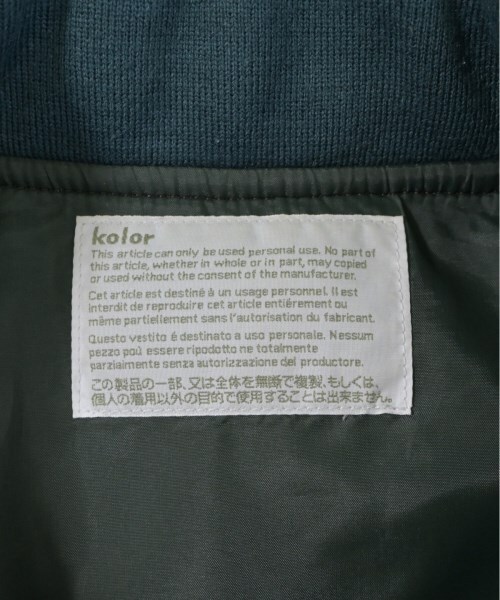 kolor
This article can only be used personal use. No part of
this article, whether in whole or in part, may copied
or used without the consent of the manufacturer.
Cet article est destiné à un usage personnel. Il est
interdit de reproduire cet article entiérement ou
même partiellement sans l'autorisation du fabricant.
Questo vestito é destinato a uso personale. Nessum
pezzo poü essere ripodotto ne totalmente
parziaimente senza autorizzazione del productore.
この製品の一部、又は全体を無断で複製、もしくは、
個人の着用以外の目的で使用することは出来ません。